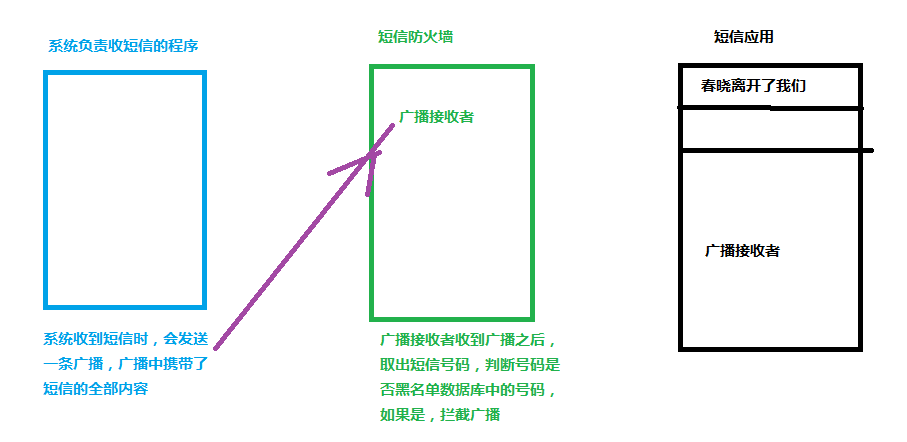 系统负责收短信的程序
短信防火墙
短信应用
春晓离开了我们
广播接收者
广播接收者
系统收到短信时，会发送
一条广播，广播中携带了
短信的全部内容
广播接收者收到广播之后，
取出短信号码，判断号码是
否黑名单数据库中的号码，
如果是，拦截广播